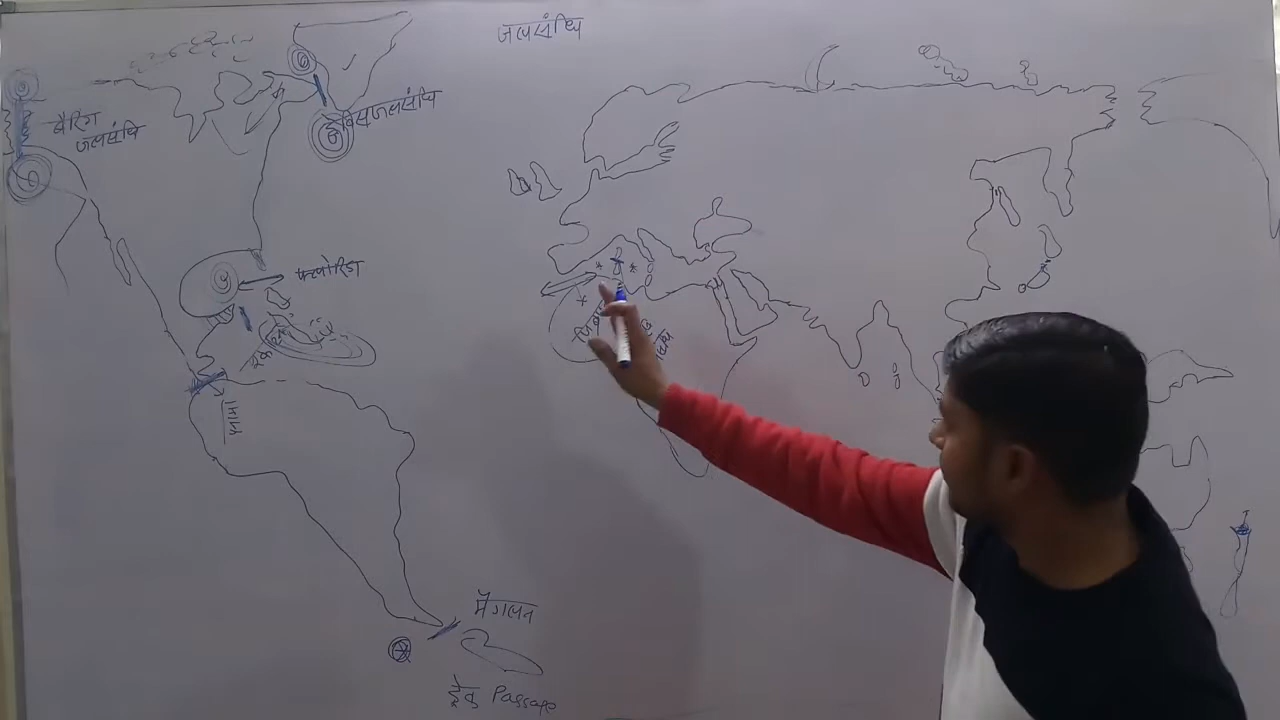 जलसंधि
बैरिंग
जलसंधि
डेविस जलसंधि
फ्लोरिडा
पनामा
मैगलन
ड्रेक Passage